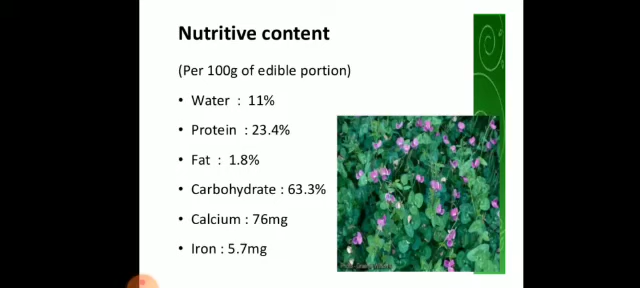 Nutritive content
(Per 100g of edible portion)
• Water : 11%
• Protein : 23.4%
• Fat : 1.8%
• Carbohydrate : 63.3%
• Calcium : 76mg
• Iron : 5.7mg